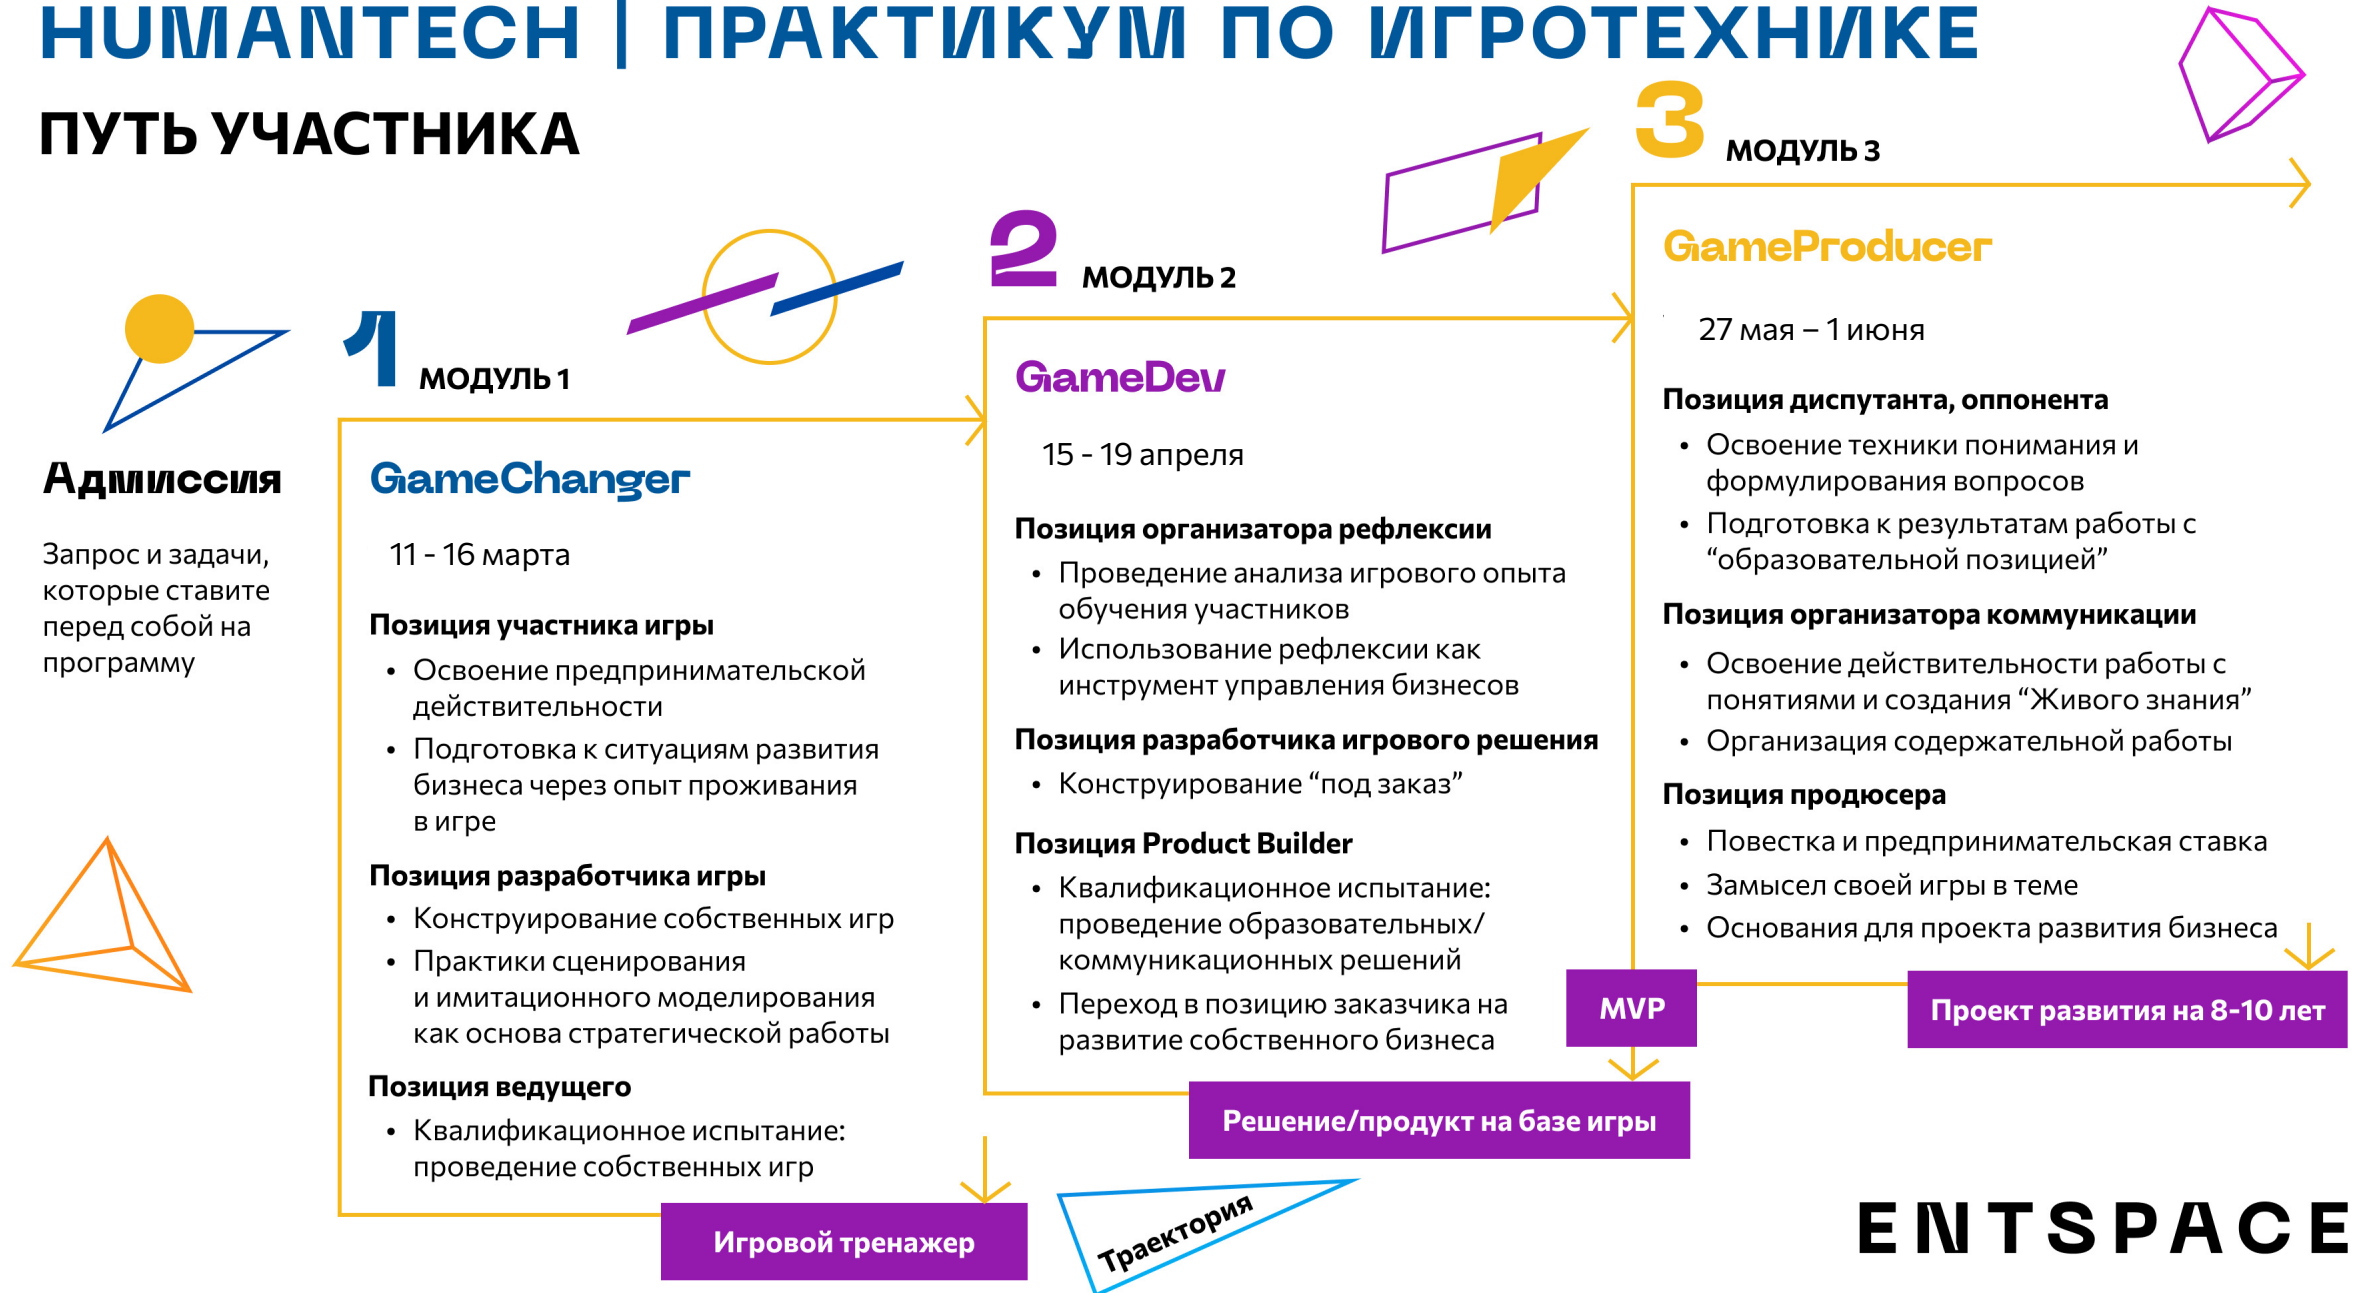 HUMANTECH | ПРАКТИКУМ ПО ИГРОТЕХНИКЕ
ПУТЬ УЧАСТНИКА
Адмиссия
Запрос и задачи,
которые ставите
перед собой на
программу
1 МОДУЛЬ 1
GameChanger
11 - 16 марта
Позиция участника игры
• Освоение предпринимательской
действительности
• Подготовка к ситуациям развития
бизнеса через опыт проживания
в игре
Позиция разработчика игры
• Конструирование собственных игр
• Практики сценирования
и имитационного моделирования
как основа стратегической работы
Позиция ведущего
• Квалификационное испытание:
проведение собственных игр
Игровой тренажер
2 МОДУЛЬ 2
GameDev
15 - 19 апреля
Позиция организатора рефлексии
• Проведение анализа игрового опыта
обучения участников
• Использование рефлексии как
инструмент управления бизнесов
Позиция разработчика игрового решения
• Конструирование “под заказ”
Позиция Product Builder
• Квалификационное испытание:
проведение образовательных/
коммуникационных решений
• Переход в позицию заказчика на
развитие собственного бизнеса
MVP
Решение/продукт на базе игры
Траектория
3 МОДУЛЬ 3
GameProducer
27 мая – 1 июня
Позиция диспутанта, оппонента
• Освоение техники понимания и
формулирования вопросов
• Подготовка к результатам работы с
“образовательной позицией”
Позиция организатора коммуникации
• Освоение действительности работы с
понятиями и создания “Живого знания”
• Организация содержательной работы
Позиция продюсера
• Повестка и предпринимательская ставка
• Замысел своей игры в теме
• Основания для проекта развития бизнеса
Проект развития на 8-10 лет
ENTSPACE